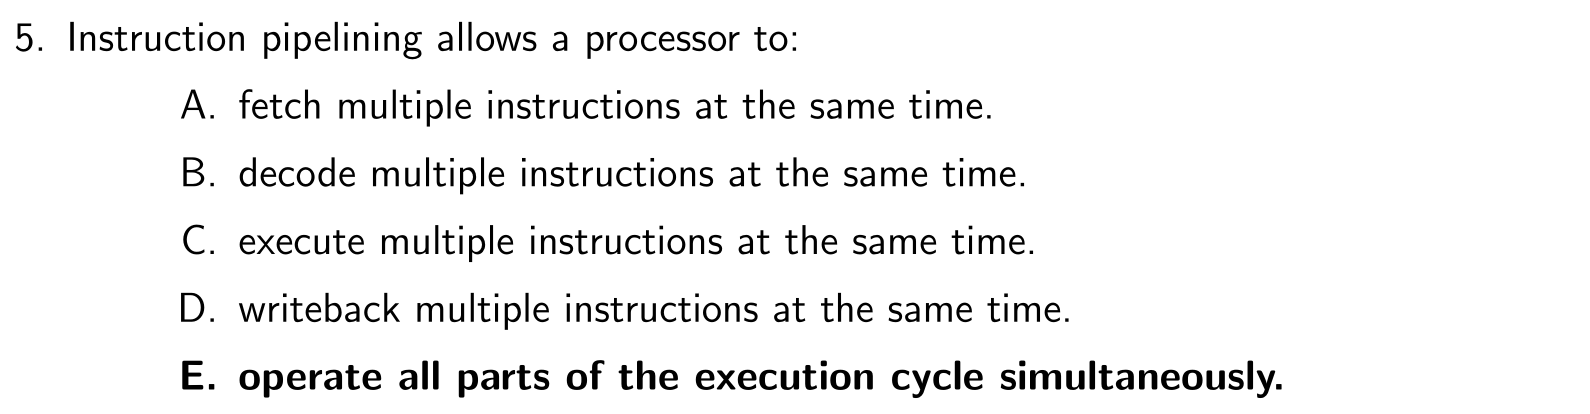 5. Instruction pipelining allows a processor to:
A. fetch multiple instructions at the same time.
B. decode multiple instructions at the same time.
C. execute multiple instructions at the same time.
D. writeback multiple instructions at the same time.
E. operate all parts of the execution cycle simultaneously.